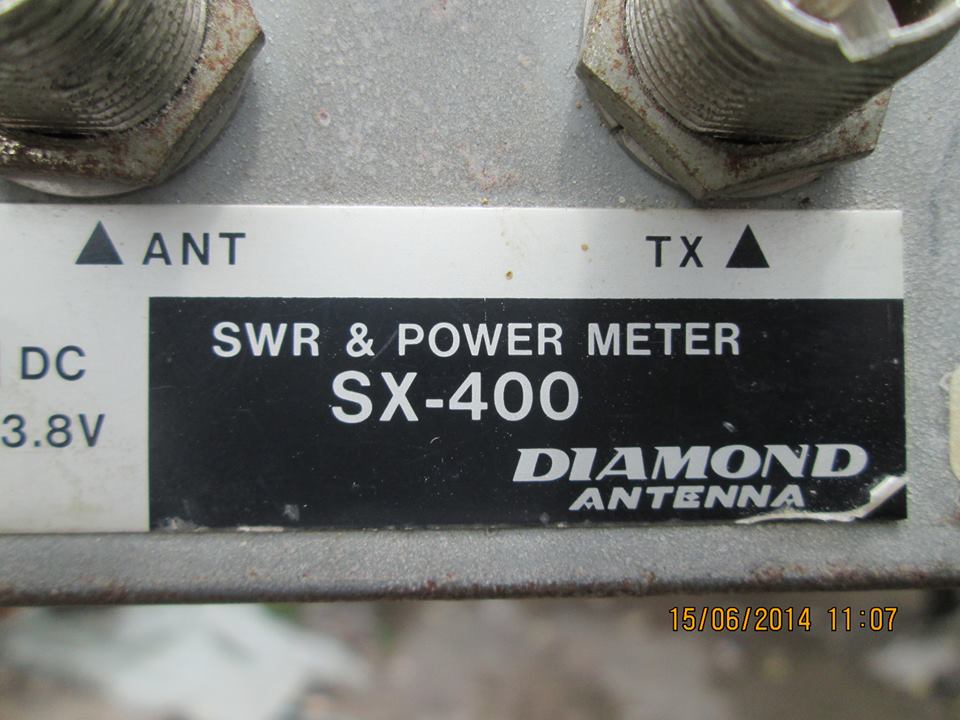 ▲ ANT
TX ▲
DC
3.8V
SWR & POWER METER
SX-400
DIAMOND
ANTENNA
15/06/2014 11:07